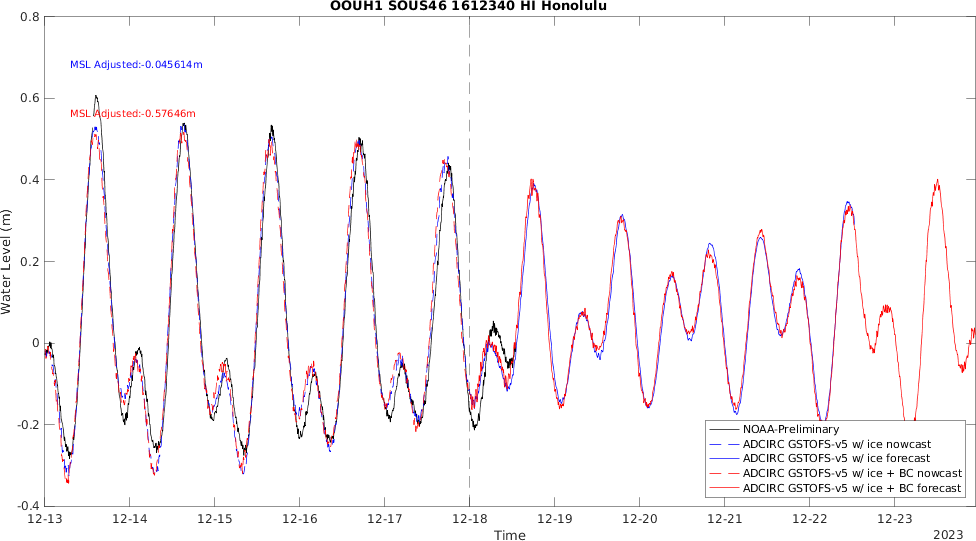 OOUH1 SOUS46 1612340 HI Honolulu
0.8
MSL Adjusted:-0.045614m
0.6
MSL Adjusted:-0.57646m
0.4
0.2
0
-0.2
-0.4
Water Level (m)
NOAA-Preliminary
ADCIRC GSTOFS-v5 w/ ice nowcast
ADCIRC GSTOFS-v5 w/ ice forecast
ADCIRC GSTOFS-v5 w/ ice + BC nowcast
ADCIRC GSTOFS-v5 w/ ice + BC forecast
12-13 12-14 12-15 12-16 12-17 12-18 12-19 12-20 12-21 12-22 12-23
Time
2023